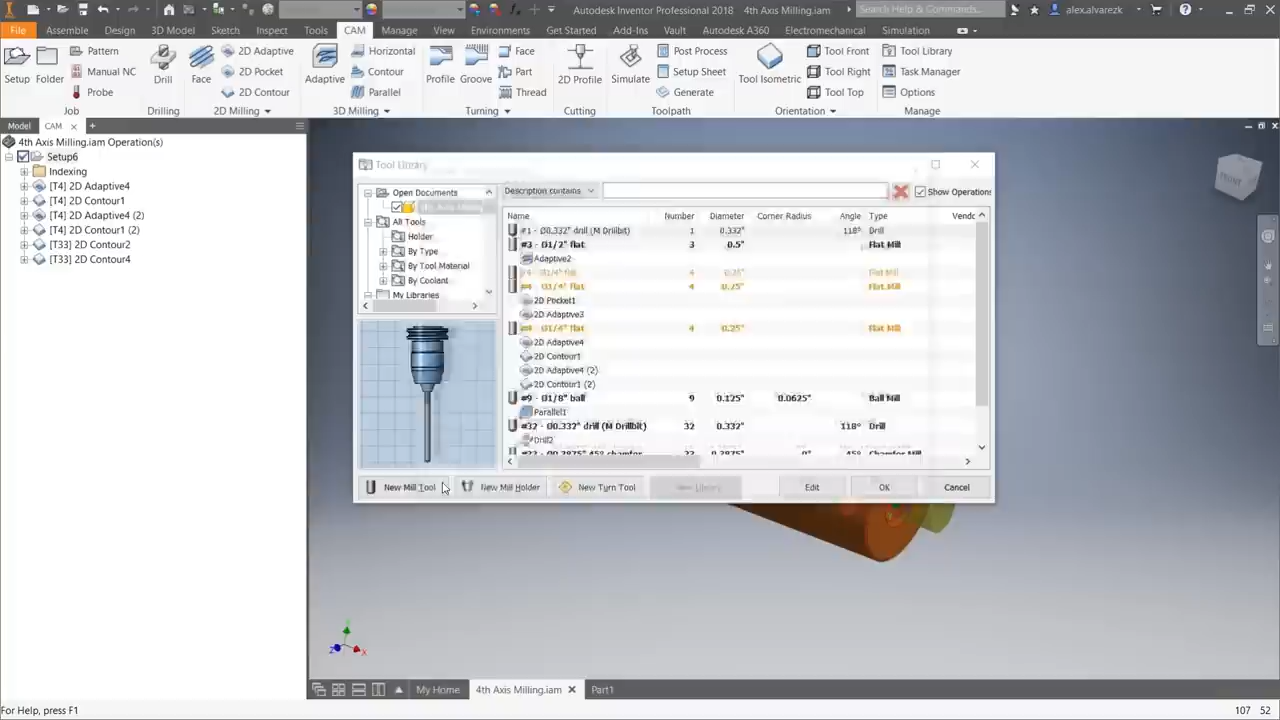 Autodesk Inventor Professional 2018
4th Axis Milling.iam
Search Help & Commands...
alex.alvarezk
File
Assemble
Design
3D Model
Sketch
Inspect
Tools
CAM
Manage
View
Environments
Get Started
Add-Ins
Vault
Autodesk A360
Electromechanical
Simulation
Setup
Folder
Pattern
Manual NC
Probe
Job
Drill
Drilling
Face
2D Adaptive
2D Pocket
2D Contour
2D Milling
Adaptive
Horizontal
Contour
Parallel
3D Milling
Profile
Groove
Face
Part
Thread
Turning
2D Profile
Cutting
Simulate
Post Process
Setup Sheet
Generate
Toolpath
Tool Isometric
Tool Front
Tool Right
Tool Top
Orientation
Tool Library
Task Manager
Options
Manage
Model
CAM
4th Axis Milling.iam Operation(s)
Setup6
Indexing
[T4] 2D Adaptive4
[T4] 2D Contour1
[T4] 2D Adaptive4 (2)
[T4] 2D Contour1 (2)
[T33] 2D Contour2
[T33] 2D Contour4
Tool Library
Open Documents
All Tools
Holder
By Type
By Tool Material
By Coolant
My Libraries
Description contains
Show Operations
Name Number Diameter Corner Radius Angle Type Vendo
#1 - Ø0.332" drill (M Drillbit) 1 0.332" 118° Drill
#3 - Ø1/2" flat 3 0.5" Flat Mill
Adaptive2
#4 - Ø1/4" flat 4 0.25" Flat Mill
#4 - Ø1/4" flat 4 0.25" Flat Mill
2D Pocket1
2D Adaptive3
#4 - Ø1/4" flat 4 0.25" Flat Mill
2D Adaptive4
2D Contour1
2D Adaptive4 (2)
2D Contour1 (2)
#9 - Ø1/8" ball 9 0.125" 0.0625" Ball Mill
Parallel1
#32 - Ø0.332" drill (M Drillbit) 32 0.332" 118° Drill
Drill2
New Mill Tool
New Mill Holder
New Turn Tool
New Library
Edit
OK
Cancel
My Home
4th Axis Milling.iam
Part1
For Help, press F1
107 52